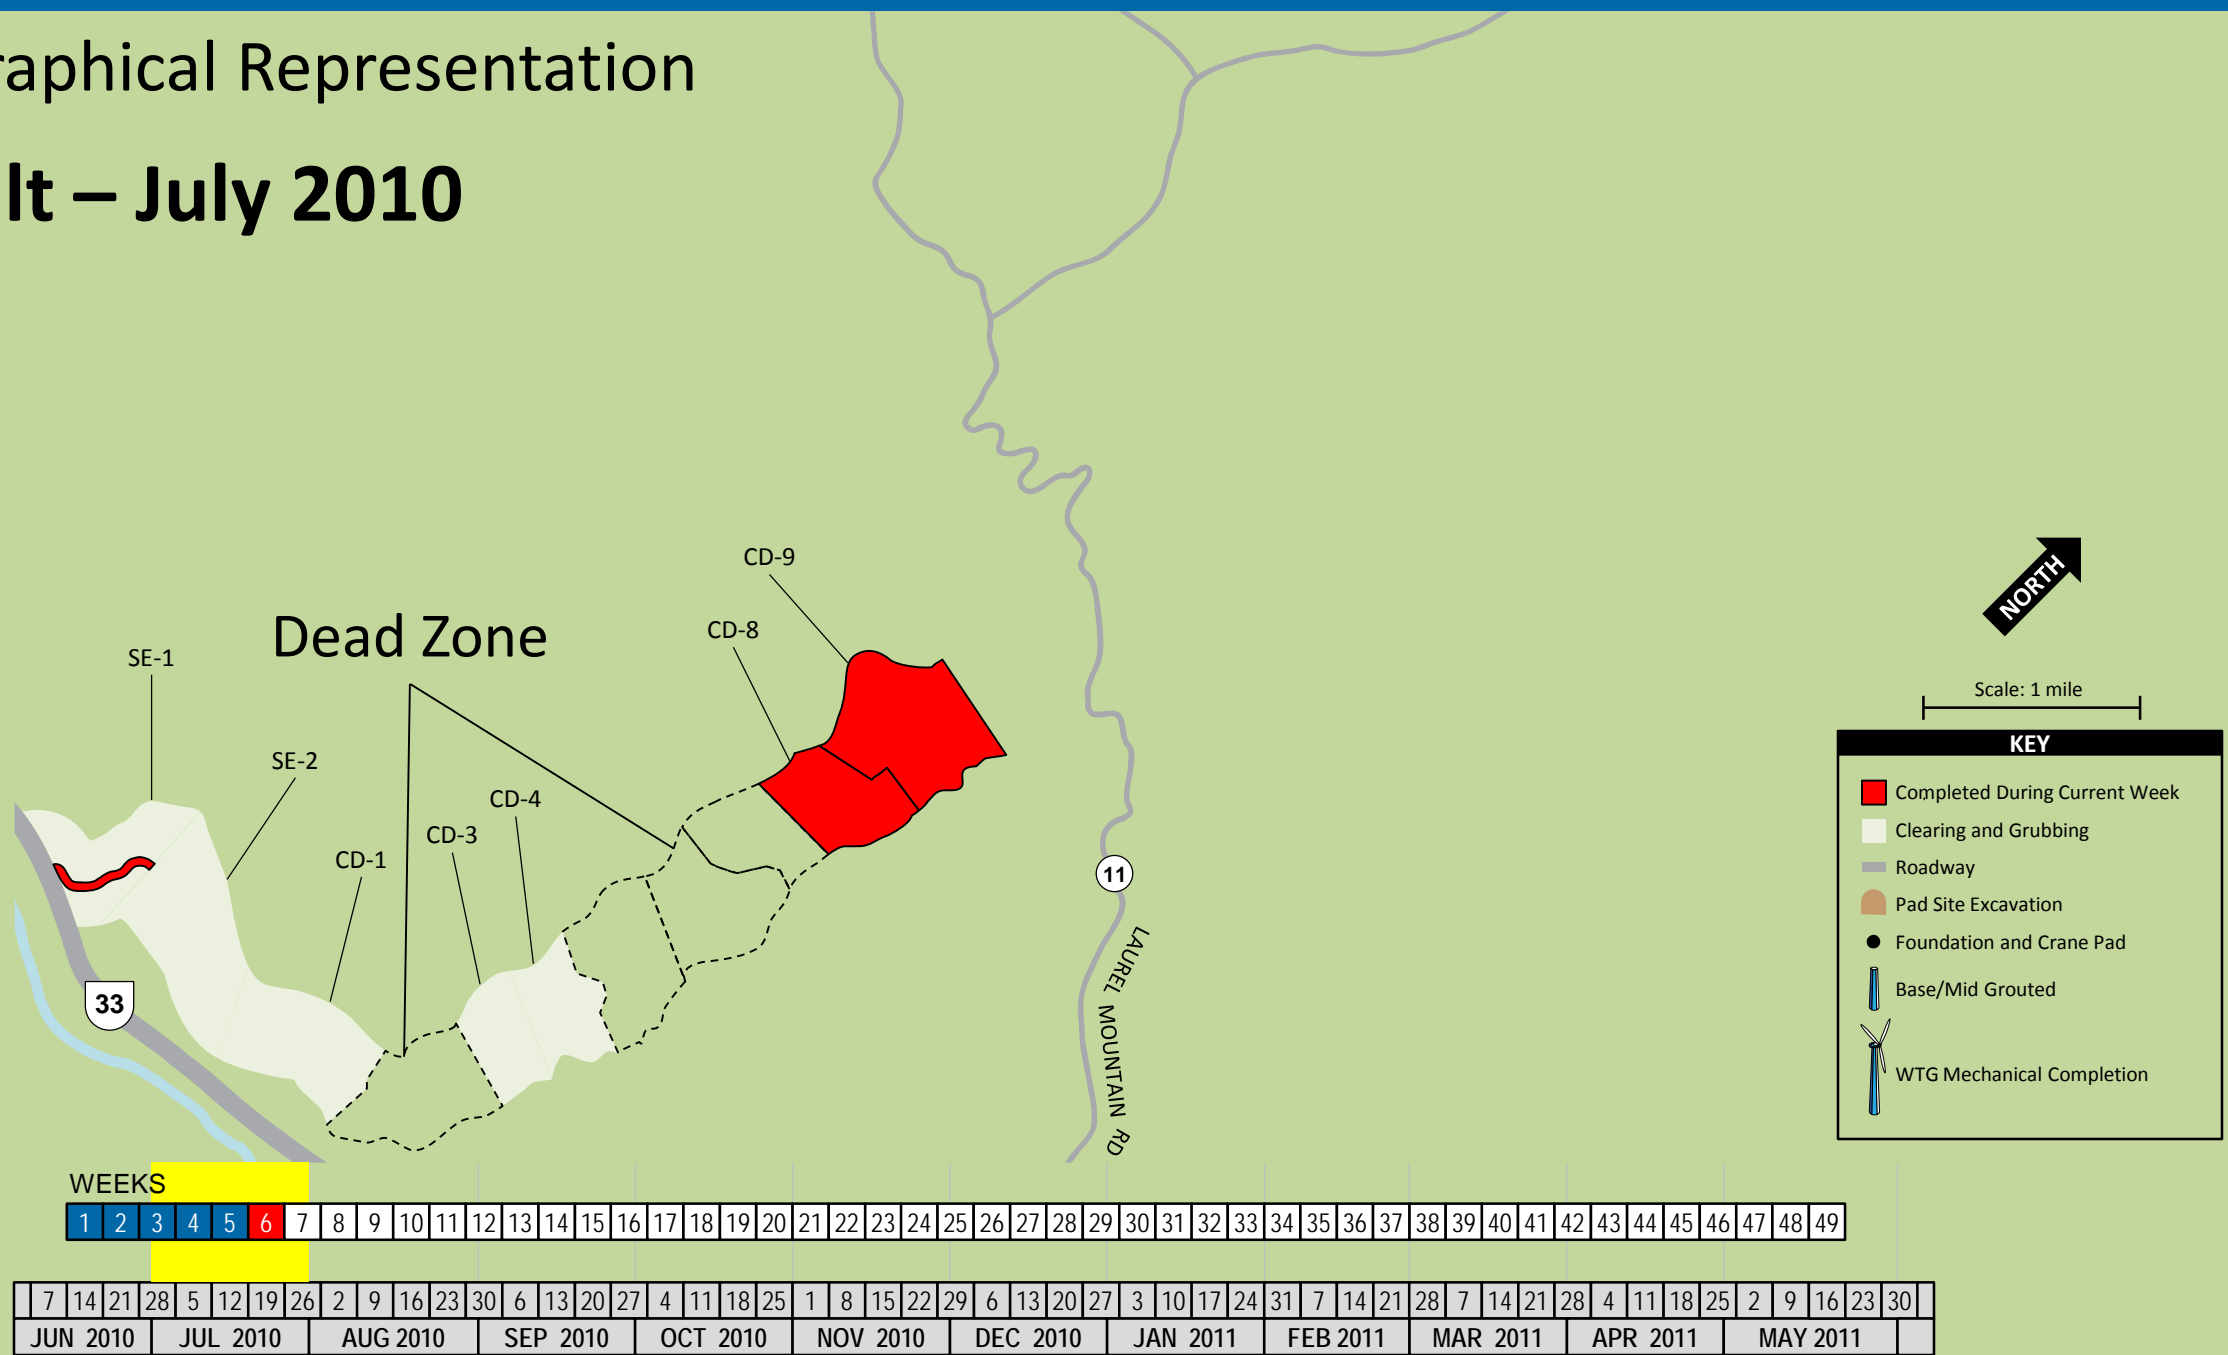 raphical Representation
lt – July 2010
CD-9
CD-8
Dead Zone
SE-1
SE-2
CD-4
CD-3
CD-1
33
11
LAUREL MOUNTAIN RD
NORTH
Scale: 1 mile
KEY
Completed During Current Week
Clearing and Grubbing
Roadway
Pad Site Excavation
Foundation and Crane Pad
Base/Mid Grouted
WTG Mechanical Completion
WEEKS
1 2 3 4 5 6 7 8 9 10 11 12 13 14 15 16 17 18 19 20 21 22 23 24 25 26 27 28 29 30 31 32 33 34 35 36 37 38 39 40 41 42 43 44 45 46 47 48 49
7 14 21 28 5 12 19 26 2 9 16 23 30 6 13 20 27 4 11 18 25 1 8 15 22 29 6 13 20 27 3 10 17 24 31 7 14 21 28 7 14 21 28 4 11 18 25 2 9 16 23 30
JUN 2010 JUL 2010 AUG 2010 SEP 2010 OCT 2010 NOV 2010 DEC 2010 JAN 2011 FEB 2011 MAR 2011 APR 2011 MAY 2011